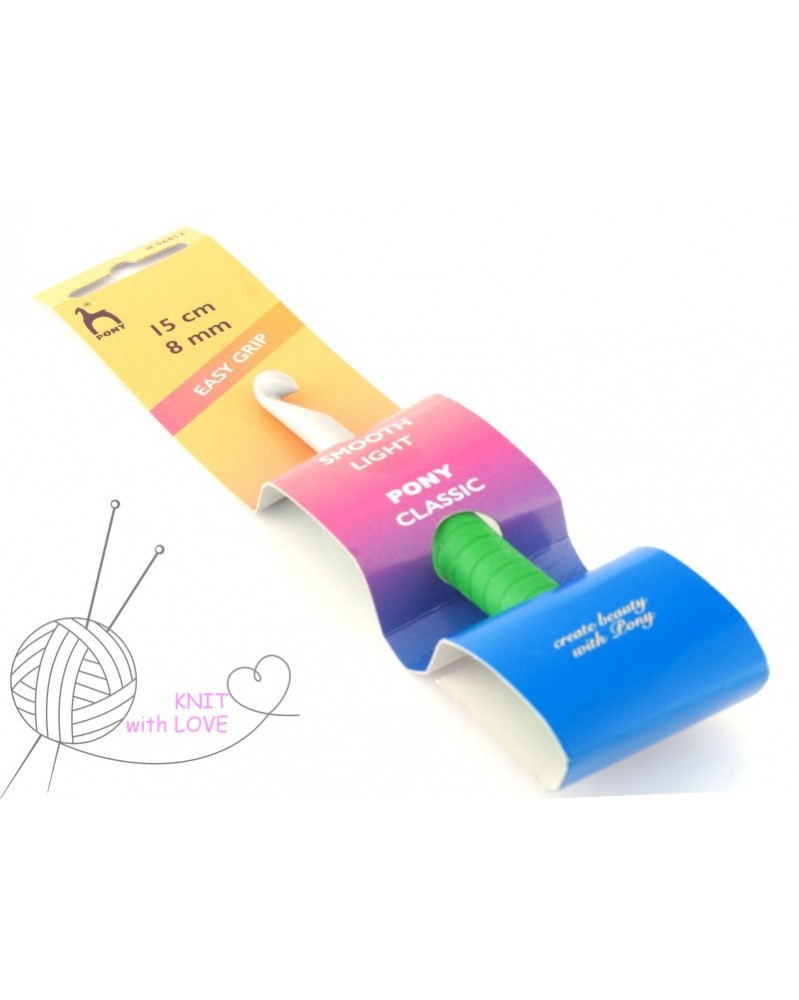 PONY
15 cm
8 mm
EASY GRIP
SMOOTH
LIGHT
PONY
CLASSIC
create beauty
with Pony
KNIT
with LOVE